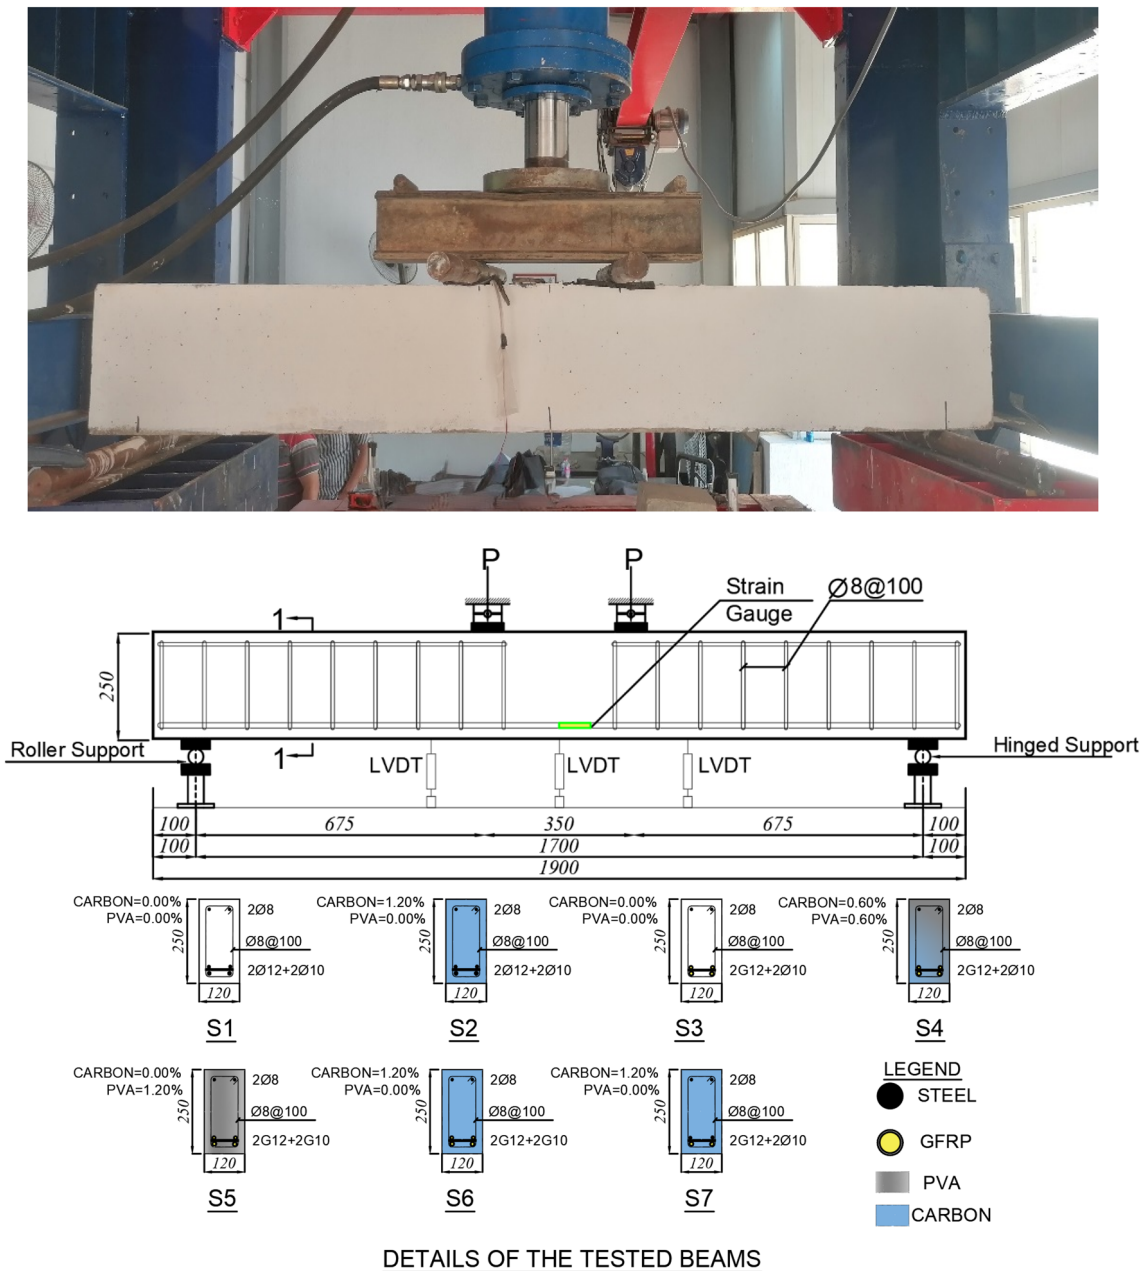 P P
Strain
Gauge
Ø8@100
1
250
1
Roller Support
Hinged Support
LVDT LVDT LVDT
100 675 350 675 100
100 1700 100
1900
CARBON=0.00%
PVA=0.00%
250
2Ø8
Ø8@100
2Ø12+2Ø10
120
S1
CARBON=1.20%
PVA=0.00%
250
2Ø8
Ø8@100
2Ø12+2Ø10
120
S2
CARBON=0.00%
PVA=0.00%
250
2Ø8
Ø8@100
2G12+2Ø10
120
S3
CARBON=0.60%
PVA=0.60%
250
2Ø8
Ø8@100
2G12+2Ø10
120
S4
CARBON=0.00%
PVA=1.20%
250
2Ø8
Ø8@100
2G12+2G10
120
S5
CARBON=1.20%
PVA=0.00%
250
2Ø8
Ø8@100
2G12+2G10
120
S6
CARBON=1.20%
PVA=0.00%
250
2Ø8
Ø8@100
2G12+2Ø10
120
S7
LEGEND
STEEL
GFRP
PVA
CARBON
DETAILS OF THE TESTED BEAMS